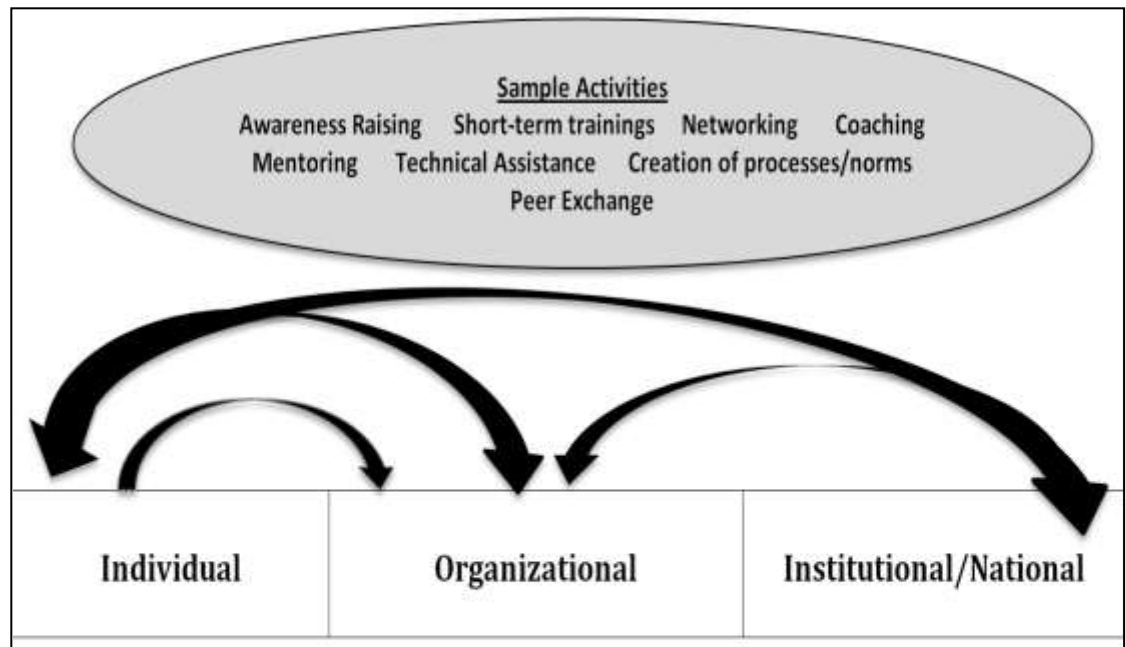 Sample Activities
Awareness Raising Short-term trainings Networking Coaching
Mentoring Technical Assistance Creation of processes/norms
Peer Exchange
Individual Organizational Institutional/National